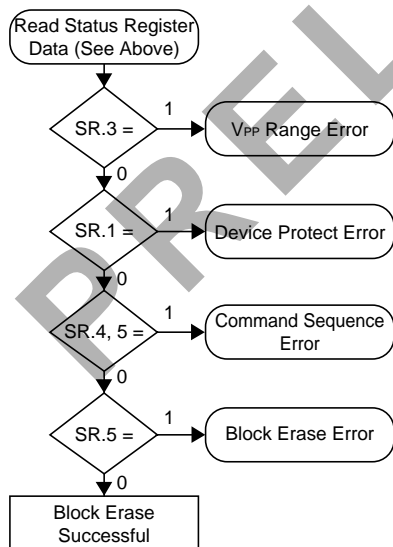 Read Status Register
Data (See Above)
SR.3 =
1
VPP Range Error
0
SR.1 =
1
Device Protect Error
0
SR.4, 5 =
1
Command Sequence
Error
0
SR.5 =
1
Block Erase Error
0
Block Erase
Successful
PREL